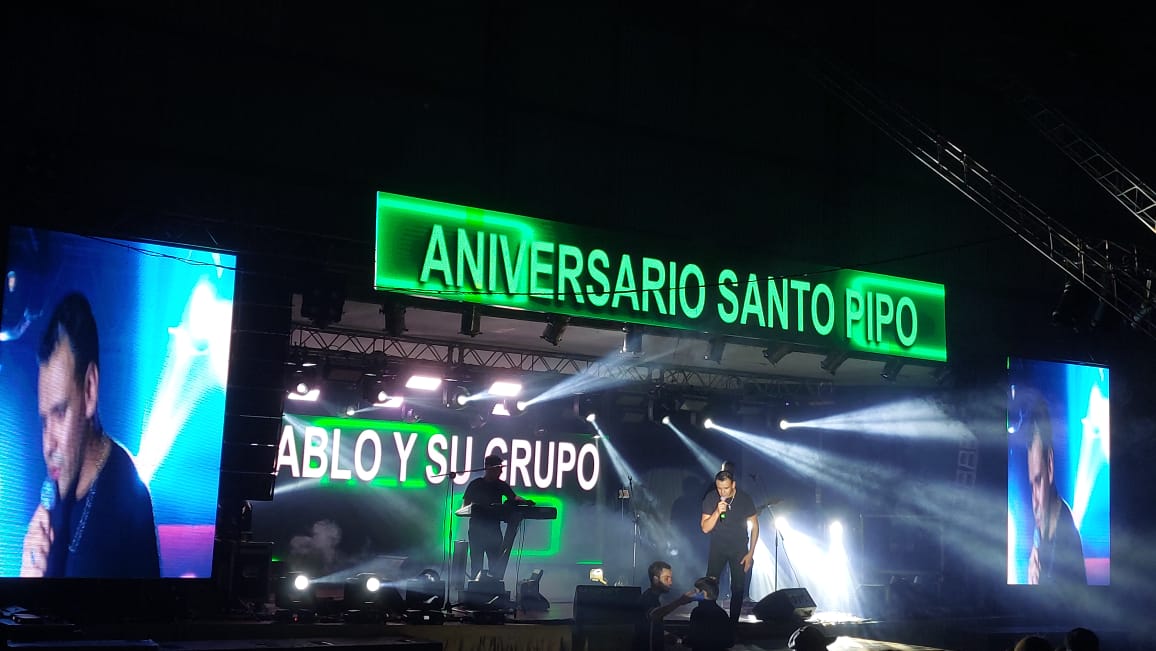 ANIVERSARIO SANTO PIPO
ABLO Y SU GRUPO